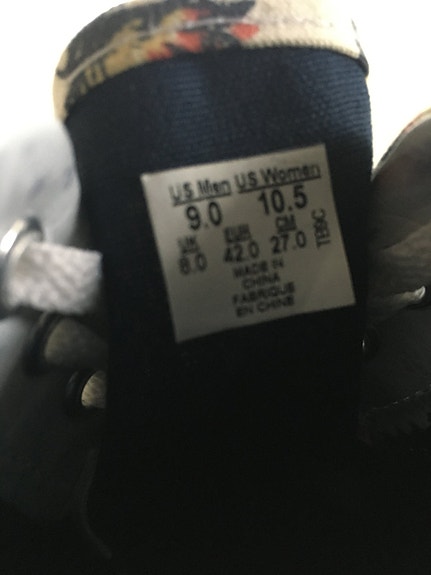 US Men US Women
9.0 10.5
UK EUR CM
8.0 42.0 27.0
TEBC
MADE IN
CHINA
FABRIQUE
EN CHINE